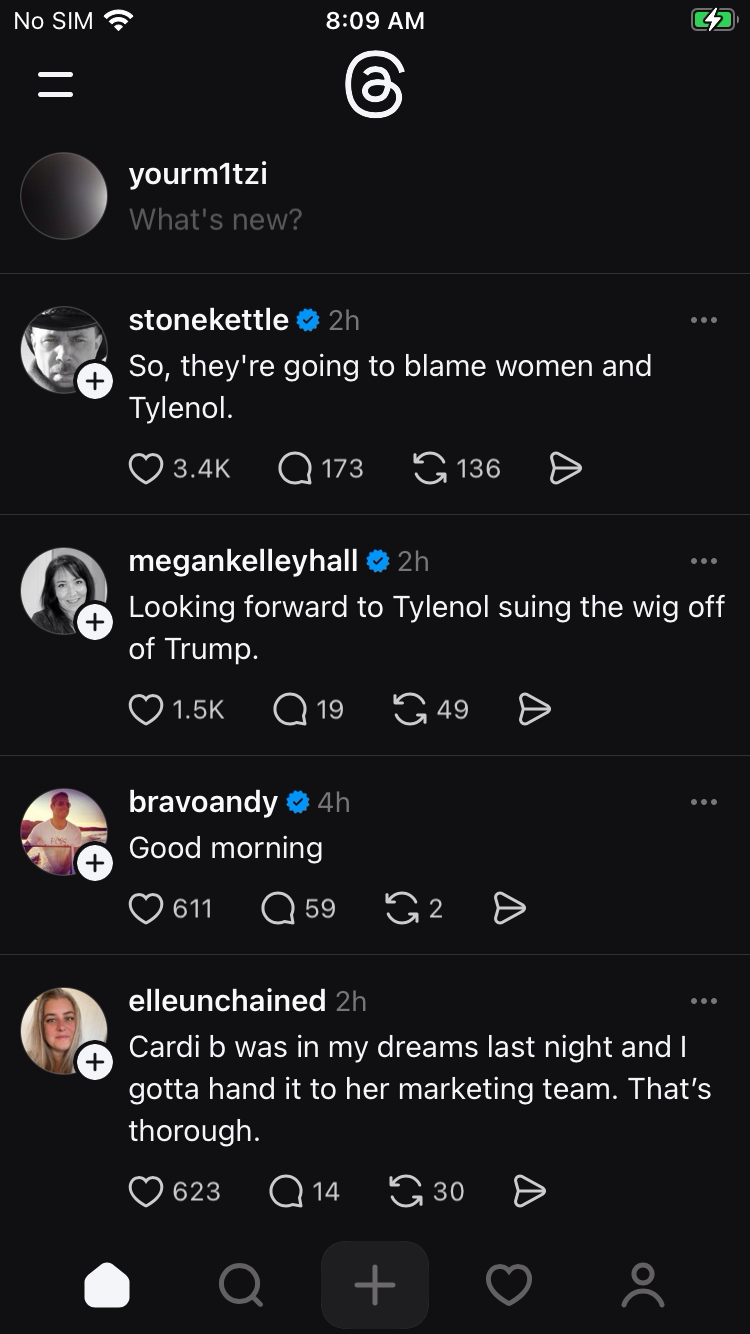 No SIM 8:09 AM
yourm1tzi
What's new?
stonekettle 2h
So, they're going to blame women and
Tylenol.
3.4K 173 136
megankelleyhall 2h
Looking forward to Tylenol suing the wig off
of Trump.
1.5K 19 49
bravoandy 4h
Good morning
611 59 2
elleunchained 2h
Cardi b was in my dreams last night and I
gotta hand it to her marketing team. That’s
thorough.
623 14 30